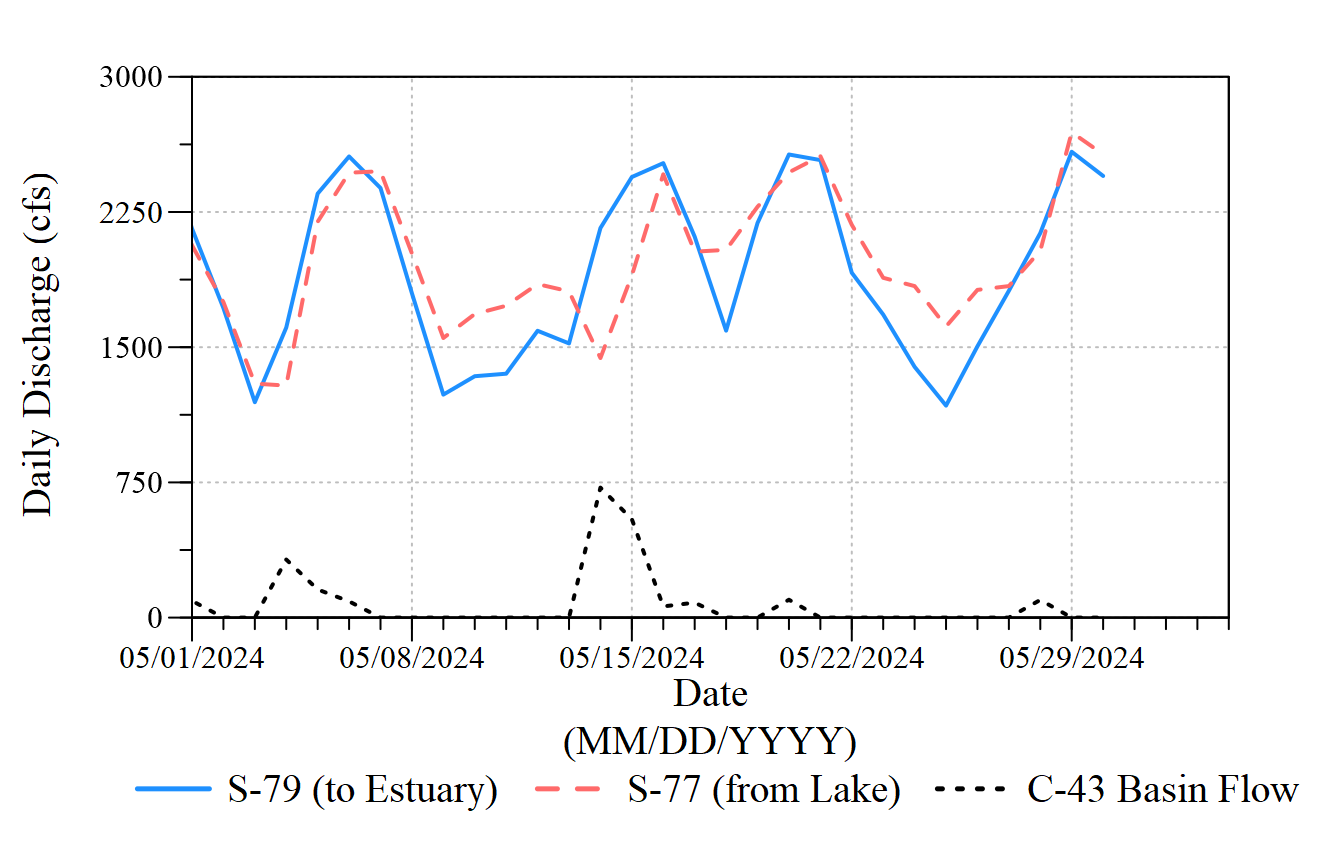 3000
2250
1500
750
0
Daily Discharge (cfs)
05/01/2024 05/08/2024 05/15/2024 05/22/2024 05/29/2024
Date
(MM/DD/YYYY)
S-79 (to Estuary) S-77 (from Lake) C-43 Basin Flow